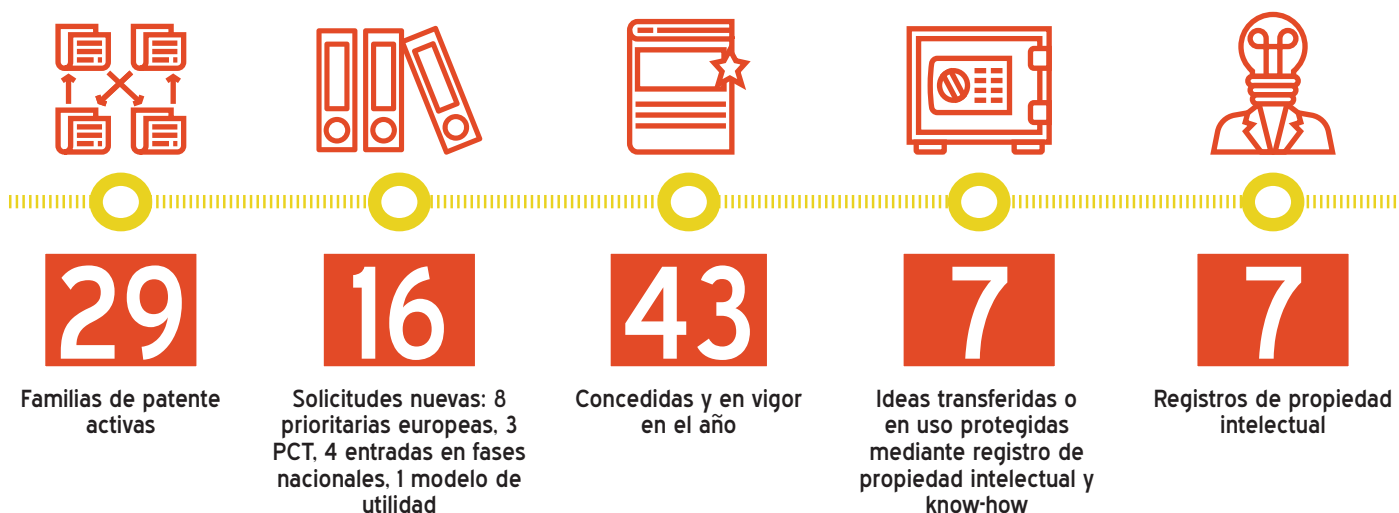 29
Familias de patente
activas
16
Solicitudes nuevas: 8
prioritarias europeas, 3
PCT, 4 entradas en fases
nacionales, 1 modelo de
utilidad
43
Concedidas y en vigor
en el año
7
Ideas transferidas o
en uso protegidas
mediante registro de
propiedad intelectual y
know-how
7
Registros de propiedad
intelectual